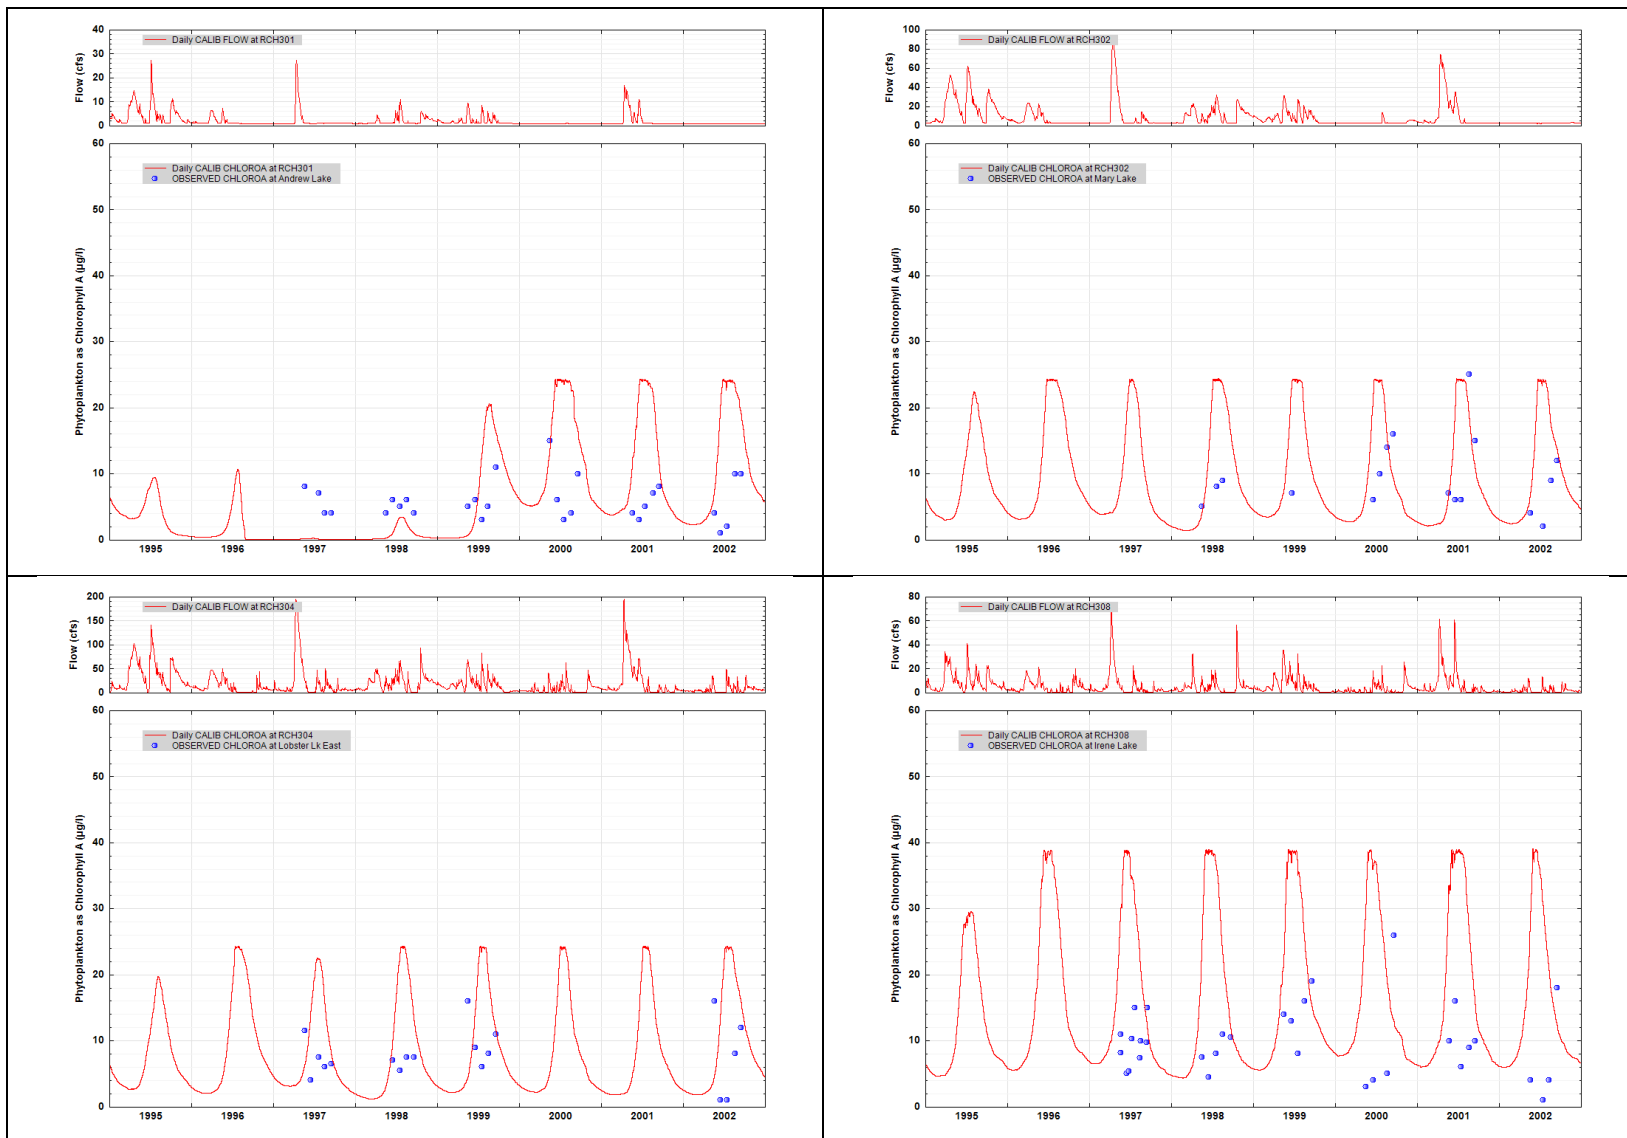 Flow (cfs)
40
30
20
10
0
Daily CALIB FLOW at RCH301
Phytoplankton as Chlorophyll A (µg/l)
60
50
40
30
20
10
0
Daily CALIB CHLOROA at RCH301
OBSERVED CHLOROA at Andrew Lake
1995 1996 1997 1998 1999 2000 2001 2002
Flow (cfs)
100
80
60
40
20
0
Daily CALIB FLOW at RCH302
Phytoplankton as Chlorophyll A (µg/l)
60
50
40
30
20
10
0
Daily CALIB CHLOROA at RCH302
OBSERVED CHLOROA at Mary Lake
1995 1996 1997 1998 1999 2000 2001 2002
Flow (cfs)
200
150
100
50
0
Daily CALIB FLOW at RCH304
Phytoplankton as Chlorophyll A (µg/l)
60
50
40
30
20
10
0
Daily CALIB CHLOROA at RCH304
OBSERVED CHLOROA at Lobster Lk East
1995 1996 1997 1998 1999 2000 2001 2002
Flow (cfs)
80
60
40
20
0
Daily CALIB FLOW at RCH308
Phytoplankton as Chlorophyll A (µg/l)
60
50
40
30
20
10
0
Daily CALIB CHLOROA at RCH308
OBSERVED CHLOROA at Irene Lake
1995 1996 1997 1998 1999 2000 2001 2002